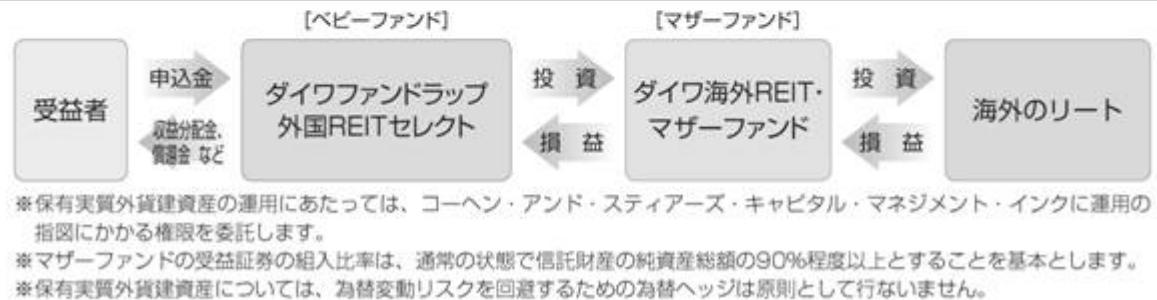 [ベビーファンド]
[マザーファンド]
受益者
申込金
収益分配金、
償還金 など
ダイワファンドラップ
外国REITセレクト
投 資
損 益
ダイワ海外REIT・
マザーファンド
投 資
損 益
海外のリート
※保有実質外貨建資産の運用にあたっては、コーヘン・アンド・スティアーズ・キャピタル・マネジメント・インクに運用の
指図にかかる権限を委託します。
※マザーファンドの受益証券の組入比率は、通常の状態で信託財産の純資産総額の90%程度以上とすることを基本とします。
※保有実質外貨建資産については、為替変動リスクを回避するための為替ヘッジは原則として行ないません。